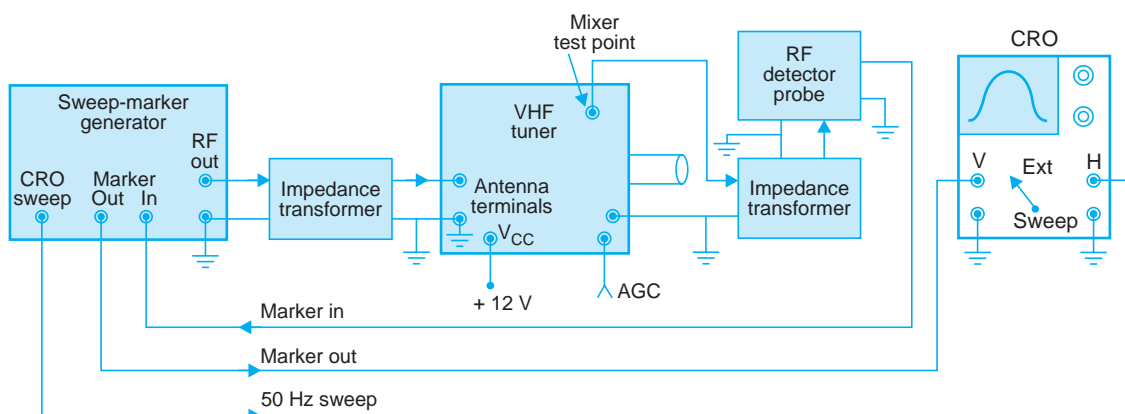 Mixer
test point
CRO
RF
detector
probe
Sweep-marker
generator
VHF
tuner
RF
out
CRO
sweep
Marker
Out In
Impedance
transformer
Antenna
terminals
Impedance
transformer
V
Ext
H
Sweep
VCC
+ 12 V
AGC
Marker in
Marker out
50 Hz sweep